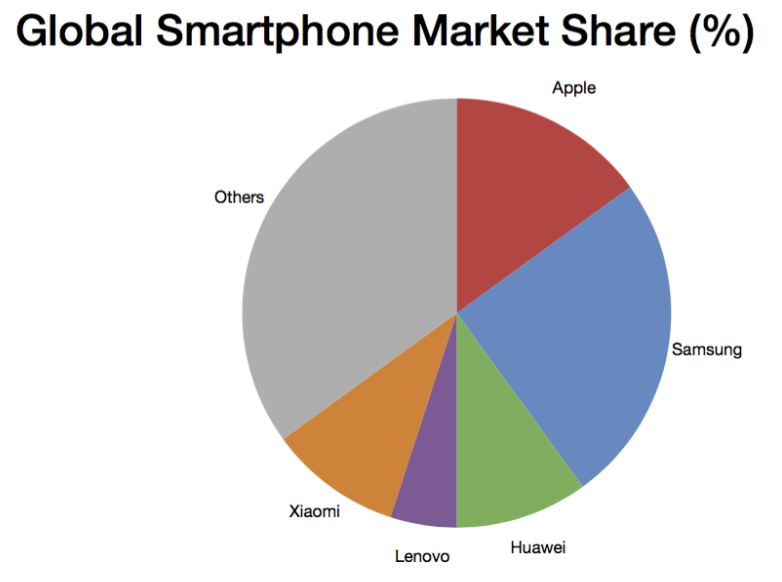 Global Smartphone Market Share (%)
Apple
Others
Samsung
Xiaomi
Huawei
Lenovo